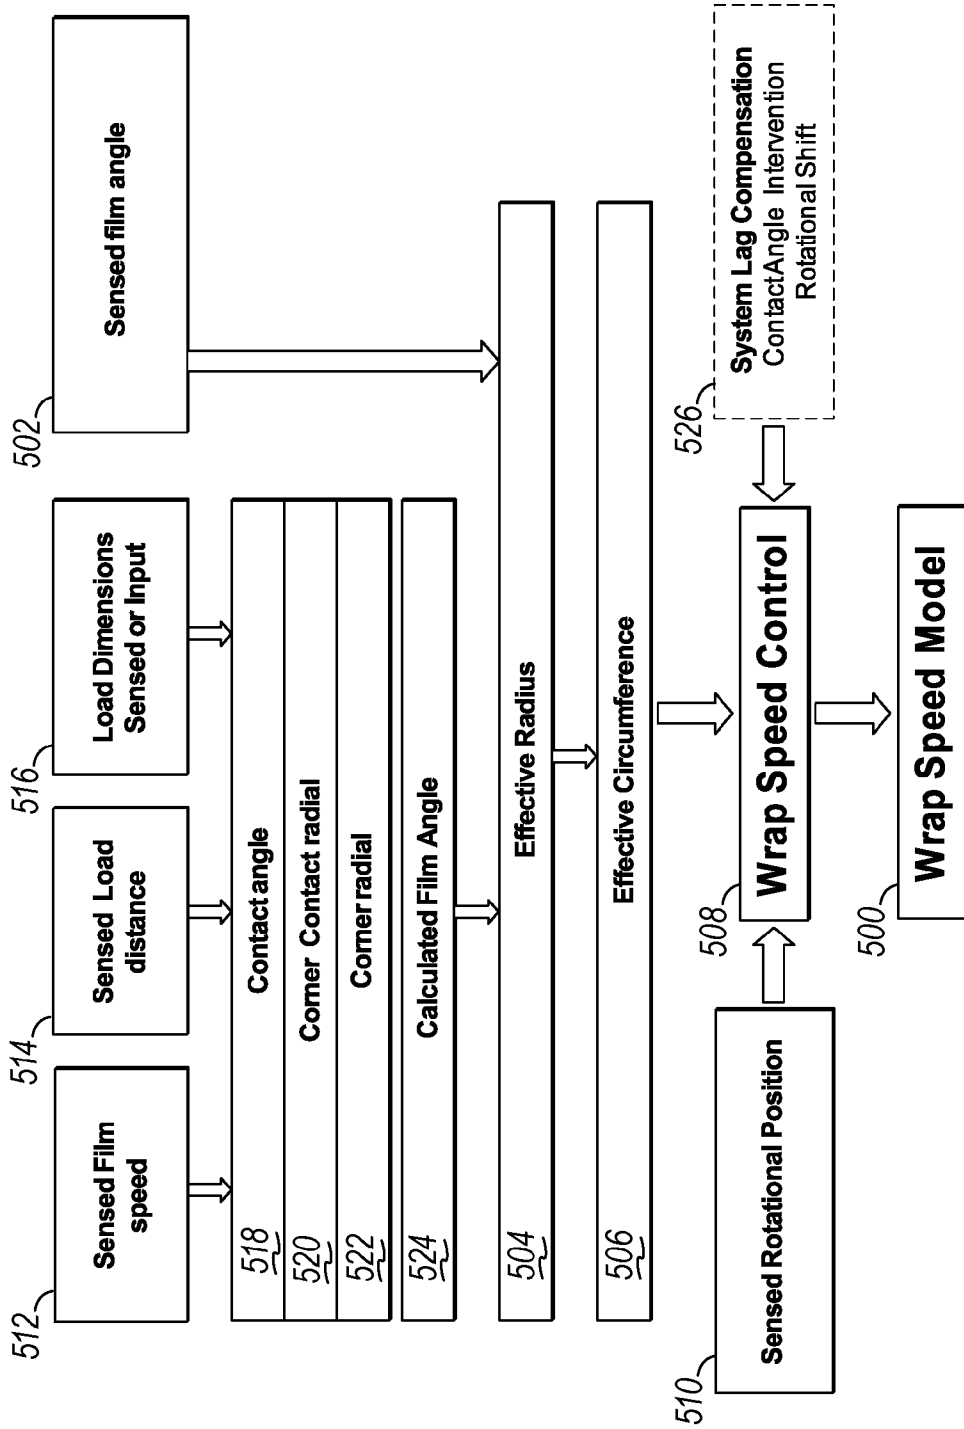 512
Sensed Film
speed
514
Sensed Load
distance
516
Load Dimensions
Sensed or Input
502
Sensed film angle
518
Contact angle
520
Corner Contact radial
522
Corner radial
524
Calculated Film Angle
504
Effective Radius
506
Effective Circumference
510
Sensed Rotational Position
508
Wrap Speed Control
526
System Lag Compensation
ContactAngle Intervention
Rotational Shift
500
Wrap Speed Model